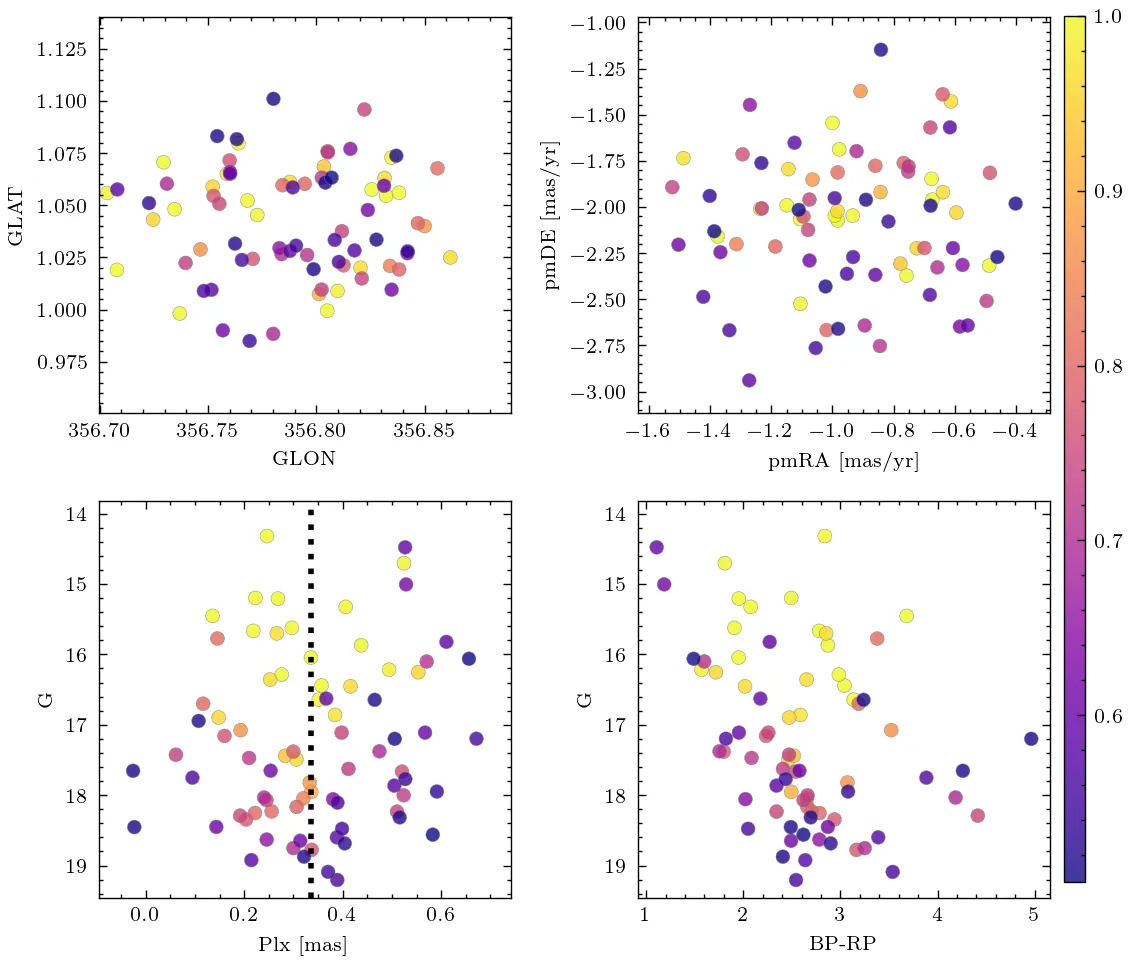 1.125
1.100
1.075
1.050
1.025
1.000
0.975
GLAT
356.70 356.75 356.80 356.85
GLON
−1.00
−1.25
−1.50
−1.75
−2.00
−2.25
−2.50
−2.75
−3.00
pmDE [mas/yr]
−1.6 −1.4 −1.2 −1.0 −0.8 −0.6 −0.4
pmRA [mas/yr]
1.0
0.9
0.8
0.7
0.6
14
15
16
17
18
19
G
0.0 0.2 0.4 0.6
Plx [mas]
14
15
16
17
18
19
G
1 2 3 4 5
BP-RP